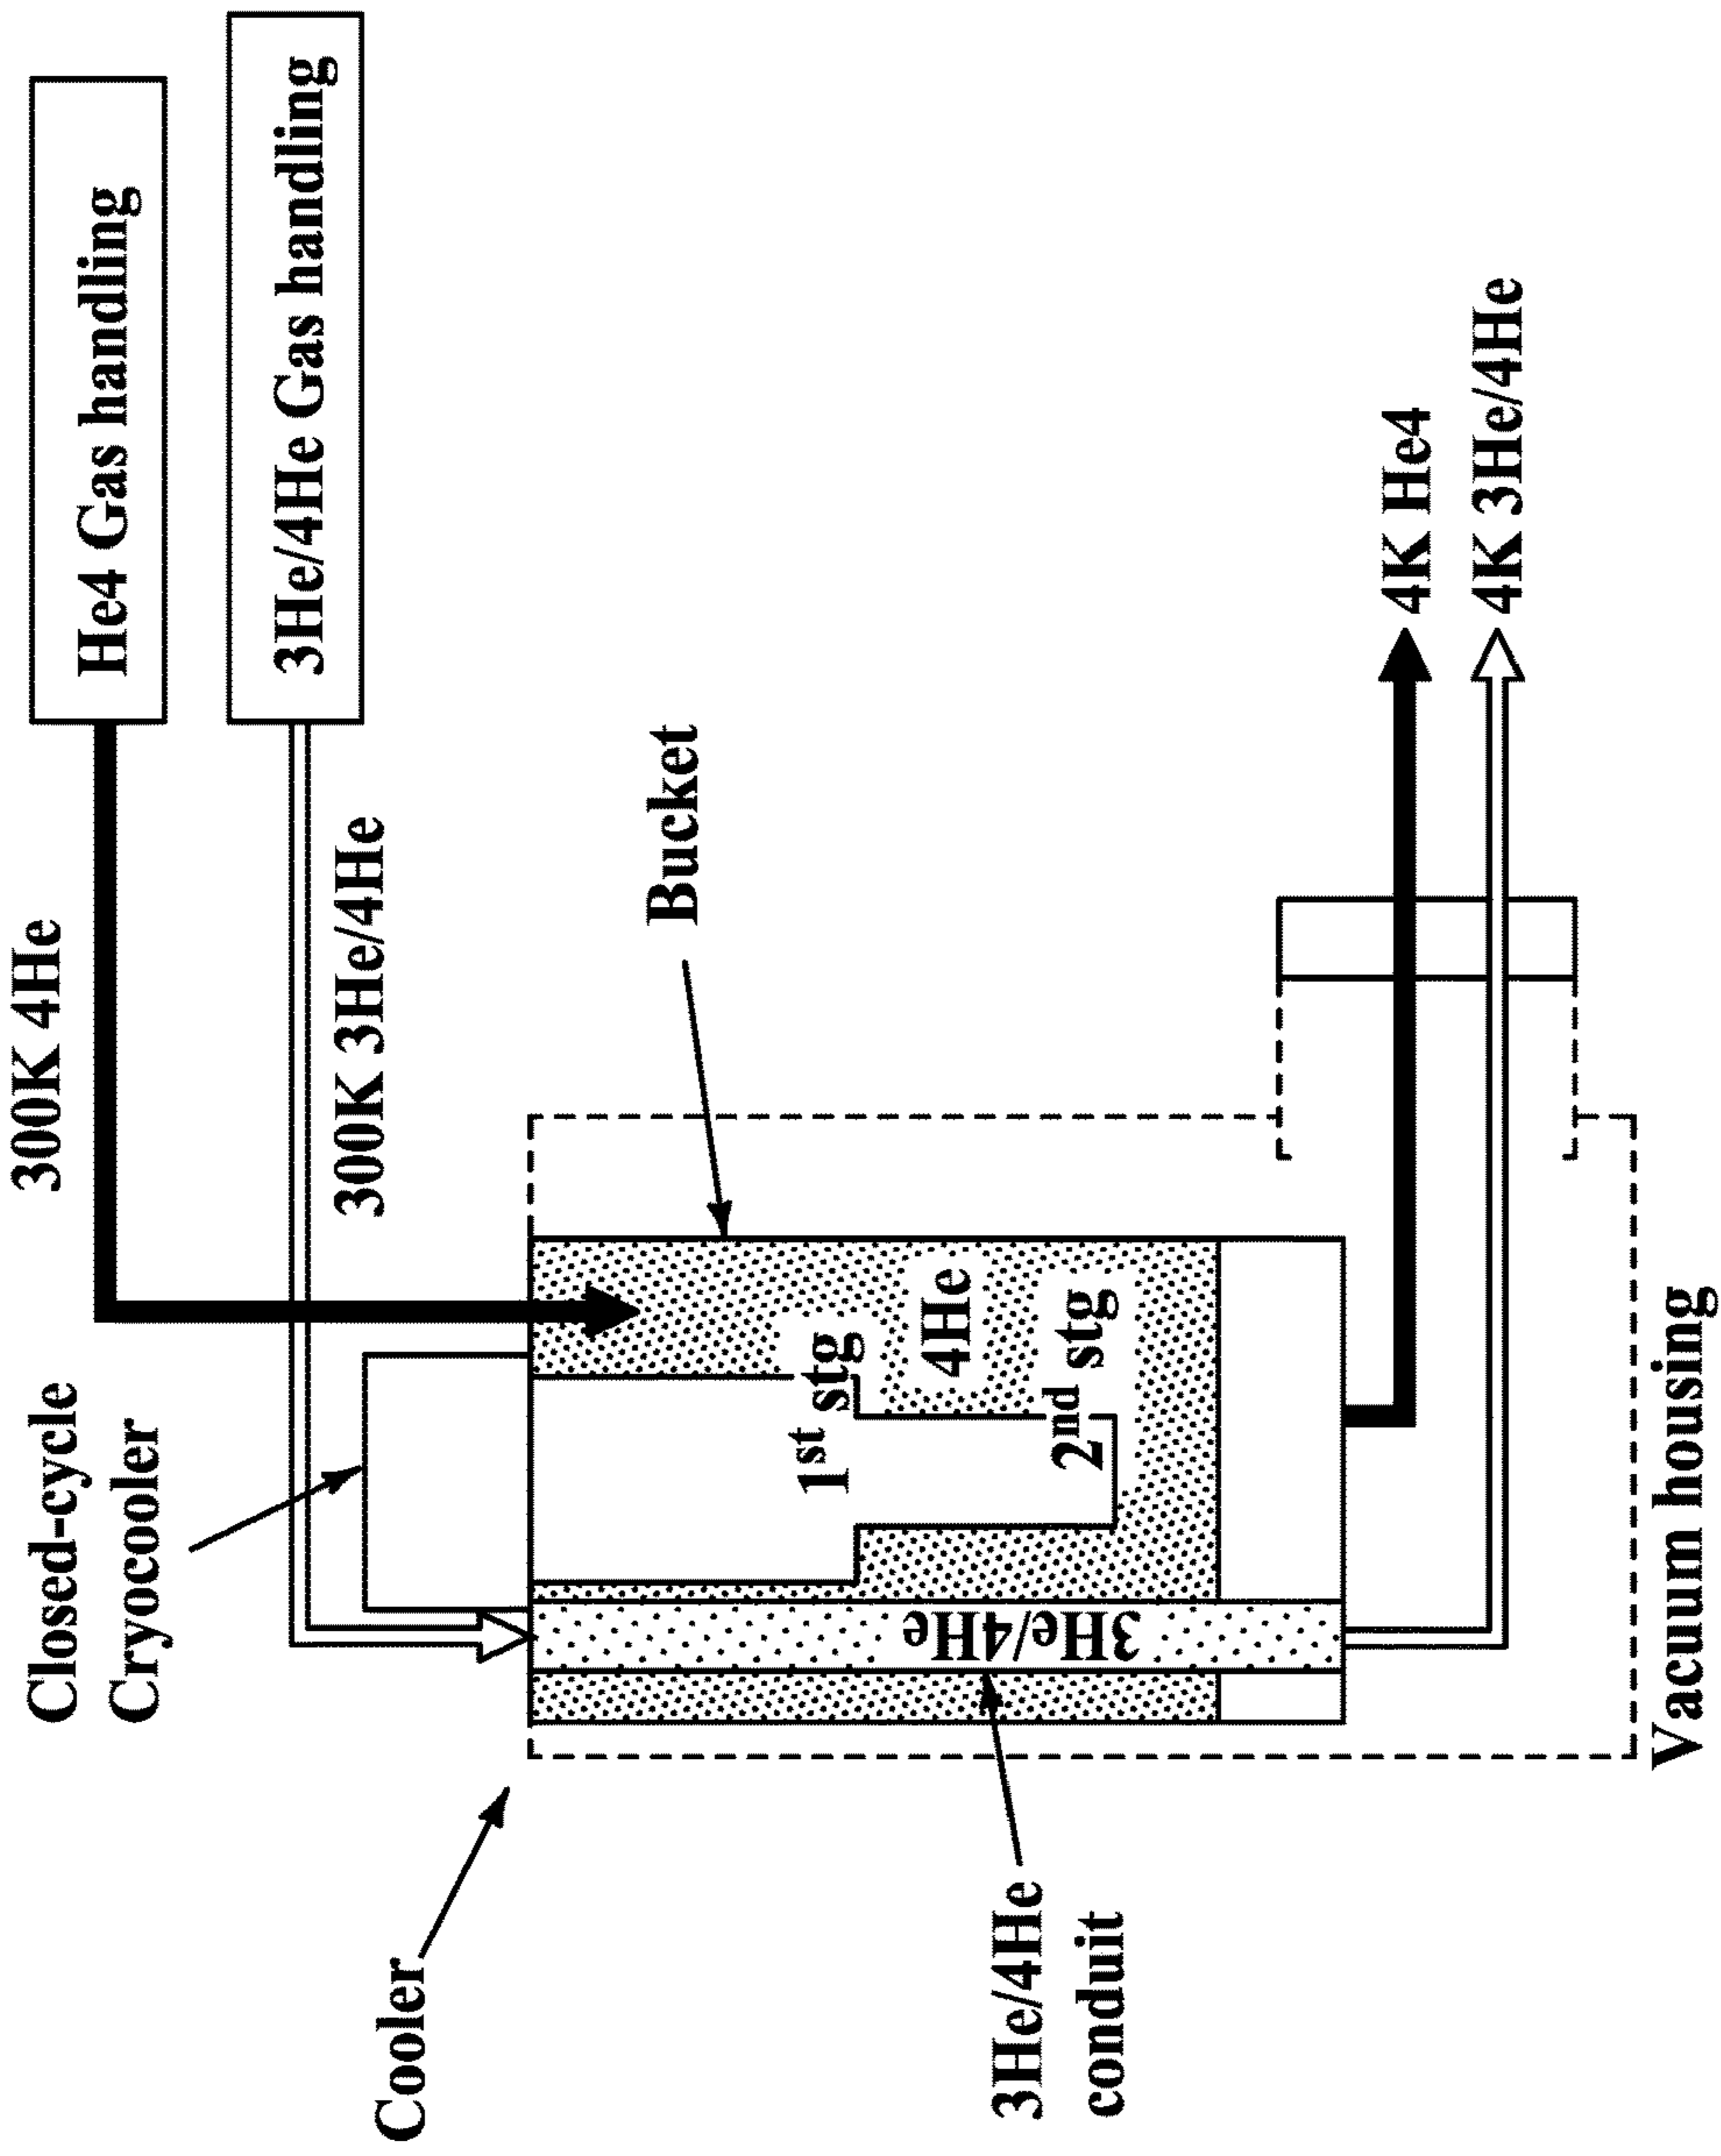 He4 Gas handling
3He/4He Gas handling
300K 4He
300K 3He/4He
Closed-cycle
Cryocooler
Cooler
Bucket
1st stg
4He
2nd stg
3He/4He
3He/4He
conduit
4K He4
4K 3He/4He
Vacuum housing